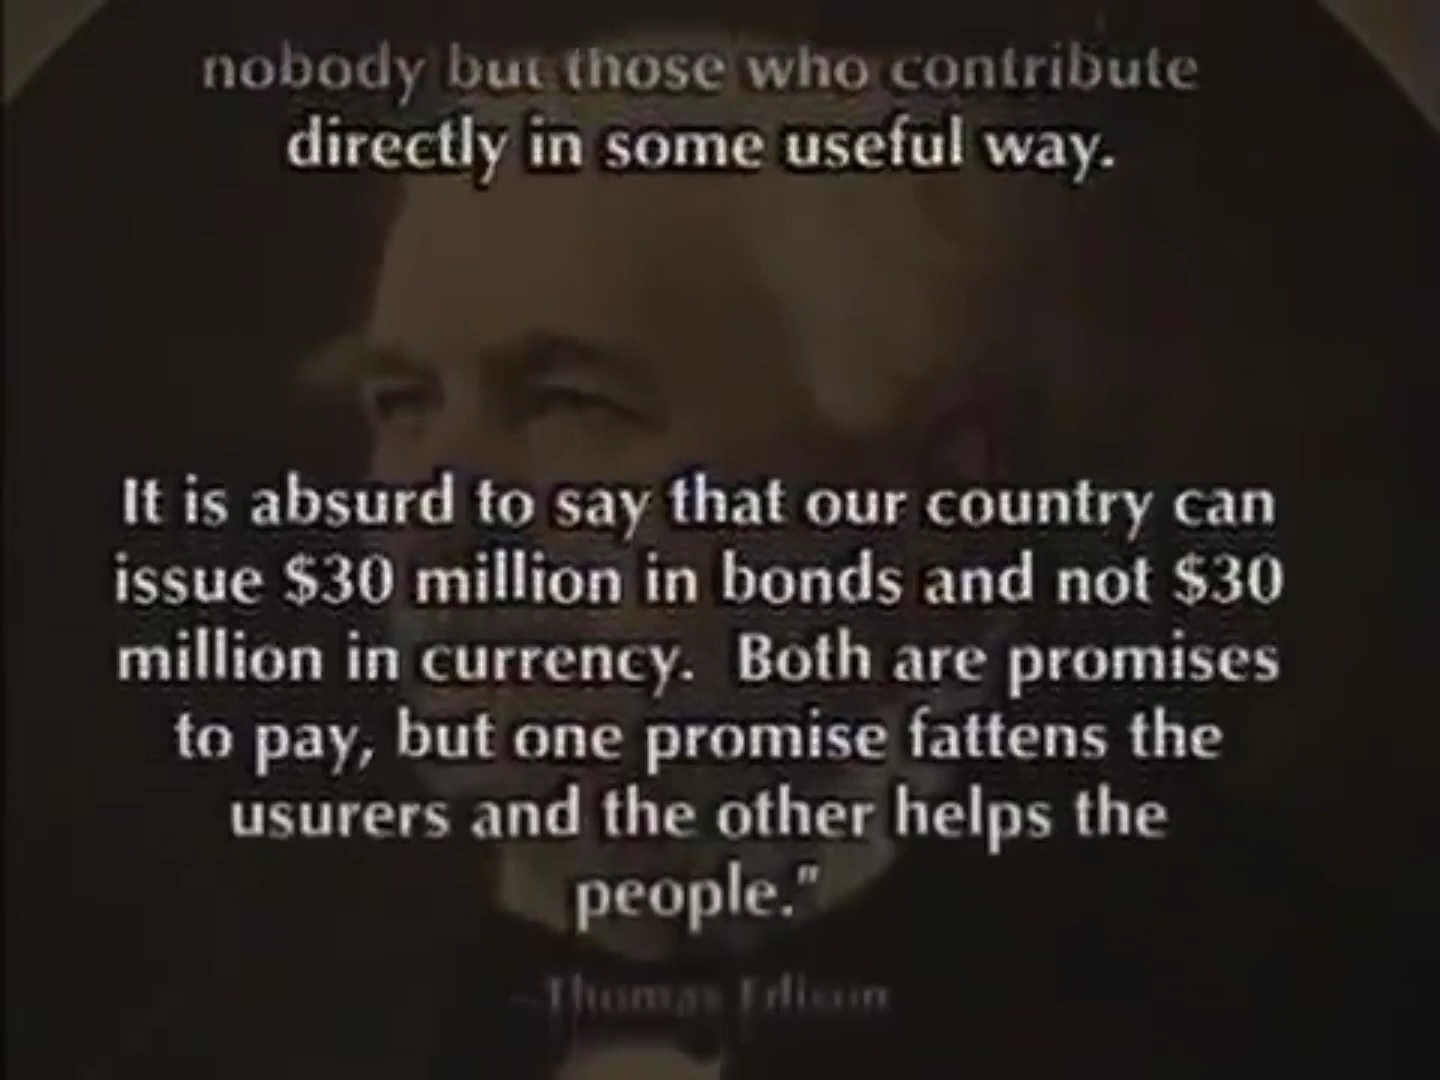 nobody but those who contribute
directly in some useful way.
It is absurd to say that our country can
issue $30 million in bonds and not $30
million in currency.  Both are promises
to pay, but one promise fattens the
usurers and the other helps the
people."
--Thomas Edison